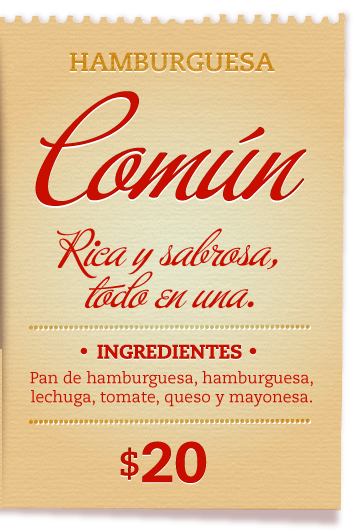 HAMBURGUESA
Común
Rica y sabrosa,
todo en una.
• INGREDIENTES •
Pan de hamburguesa, hamburguesa,
lechuga, tomate, queso y mayonesa.
$20